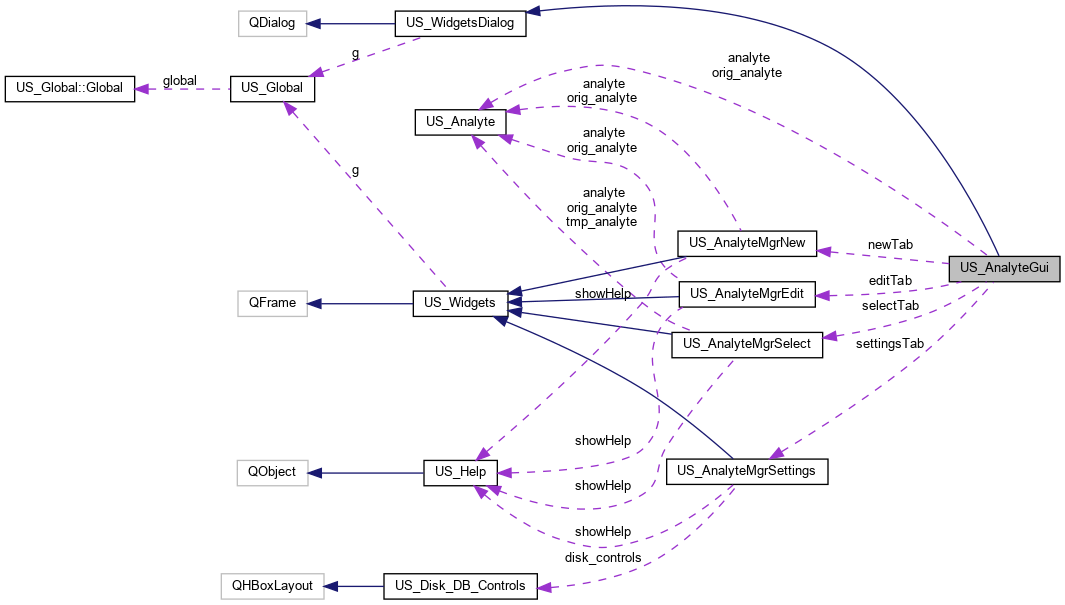 QDialog
US_WidgetsDialog
g
analyte
orig_analyte
US_Global::Global
global
US_Global
analyte
orig_analyte
US_Analyte
analyte
orig_analyte
g
analyte
orig_analyte
tmp_analyte
US_AnalyteMgrNew
newTab
US_AnalyteGui
editTab
QFrame
US_Widgets
showHelp
US_AnalyteMgrEdit
selectTab
US_AnalyteMgrSelect
settingsTab
showHelp
QObject
US_Help
US_AnalyteMgrSettings
showHelp
showHelp
disk_controls
QHBoxLayout
US_Disk_DB_Controls